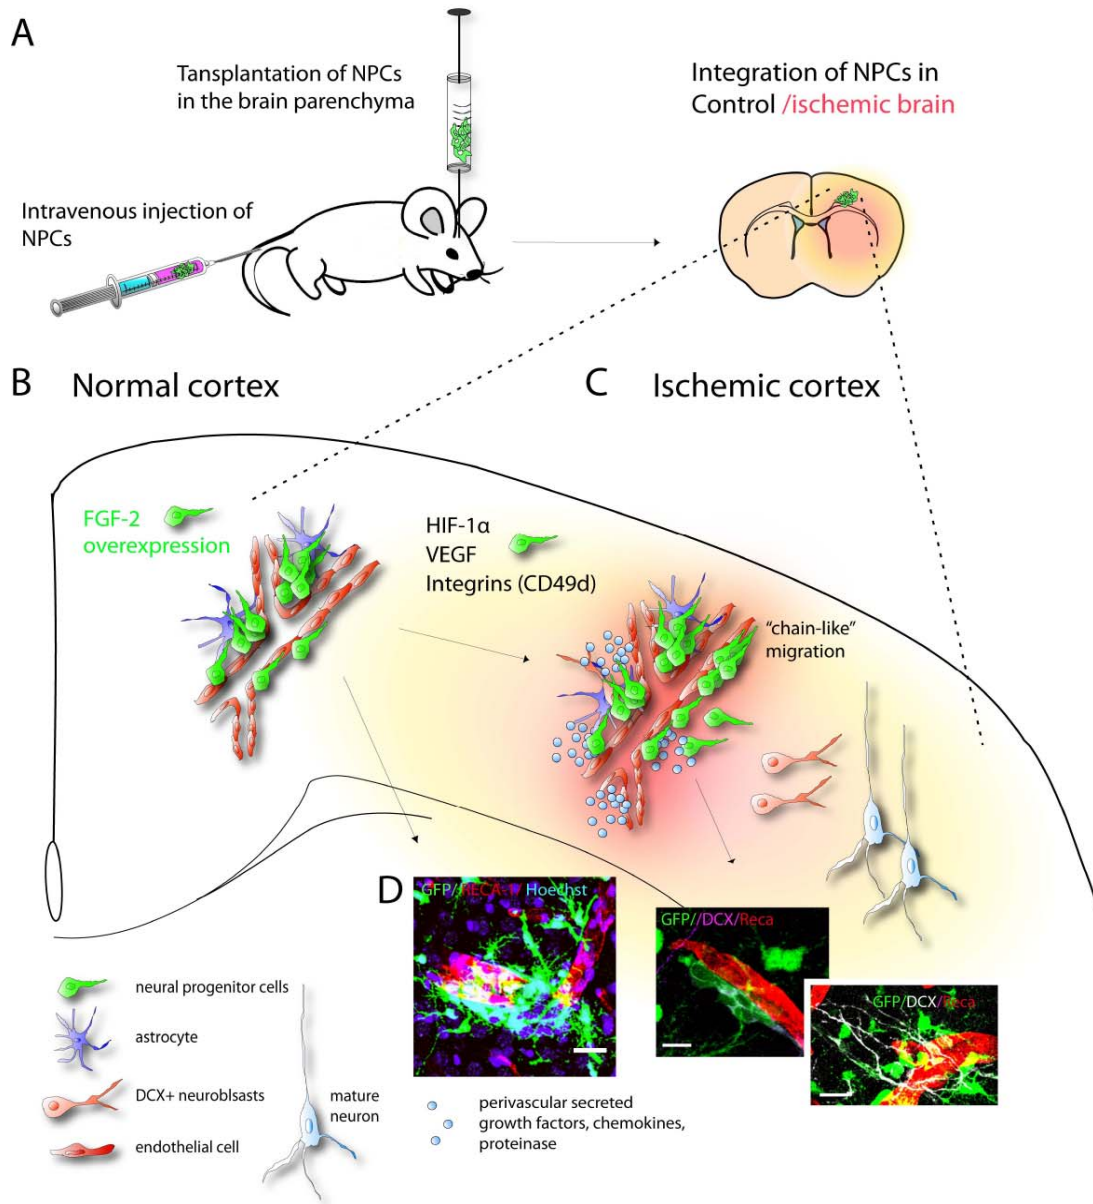 A
Tansplantation of NPCs
in the brain parenchyma
Integration of NPCs in
Control /ischemic brain
Intravenous injection of
NPCs
B Normal cortex
C Ischemic cortex
FGF-2
overexpression
HIF-1α
VEGF
Integrins (CD49d)
"chain-like"
migration
D
GFP//RECA-1/ Hoechst
GFP//DCX/Reca
GFP/DCX/Reca
neural progenitor cells
astrocyte
DCX+ neuroblsasts
endothelial cell
mature
neuron
perivascular secreted
growth factors, chemokines,
proteinase